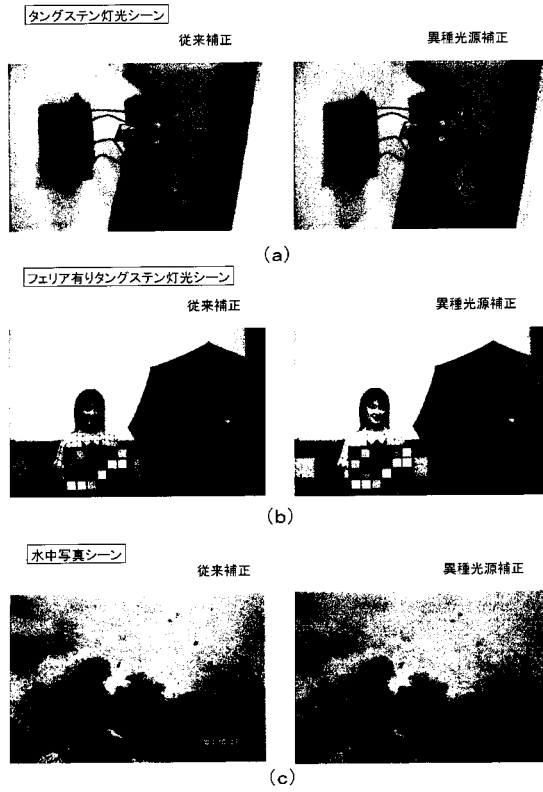 タングステン灯光シーン
従来補正
異種光源補正
(a)
フェリア有りタングステン灯光シーン
従来補正
異種光源補正
(b)
水中写真シーン
従来補正
異種光源補正
(c)